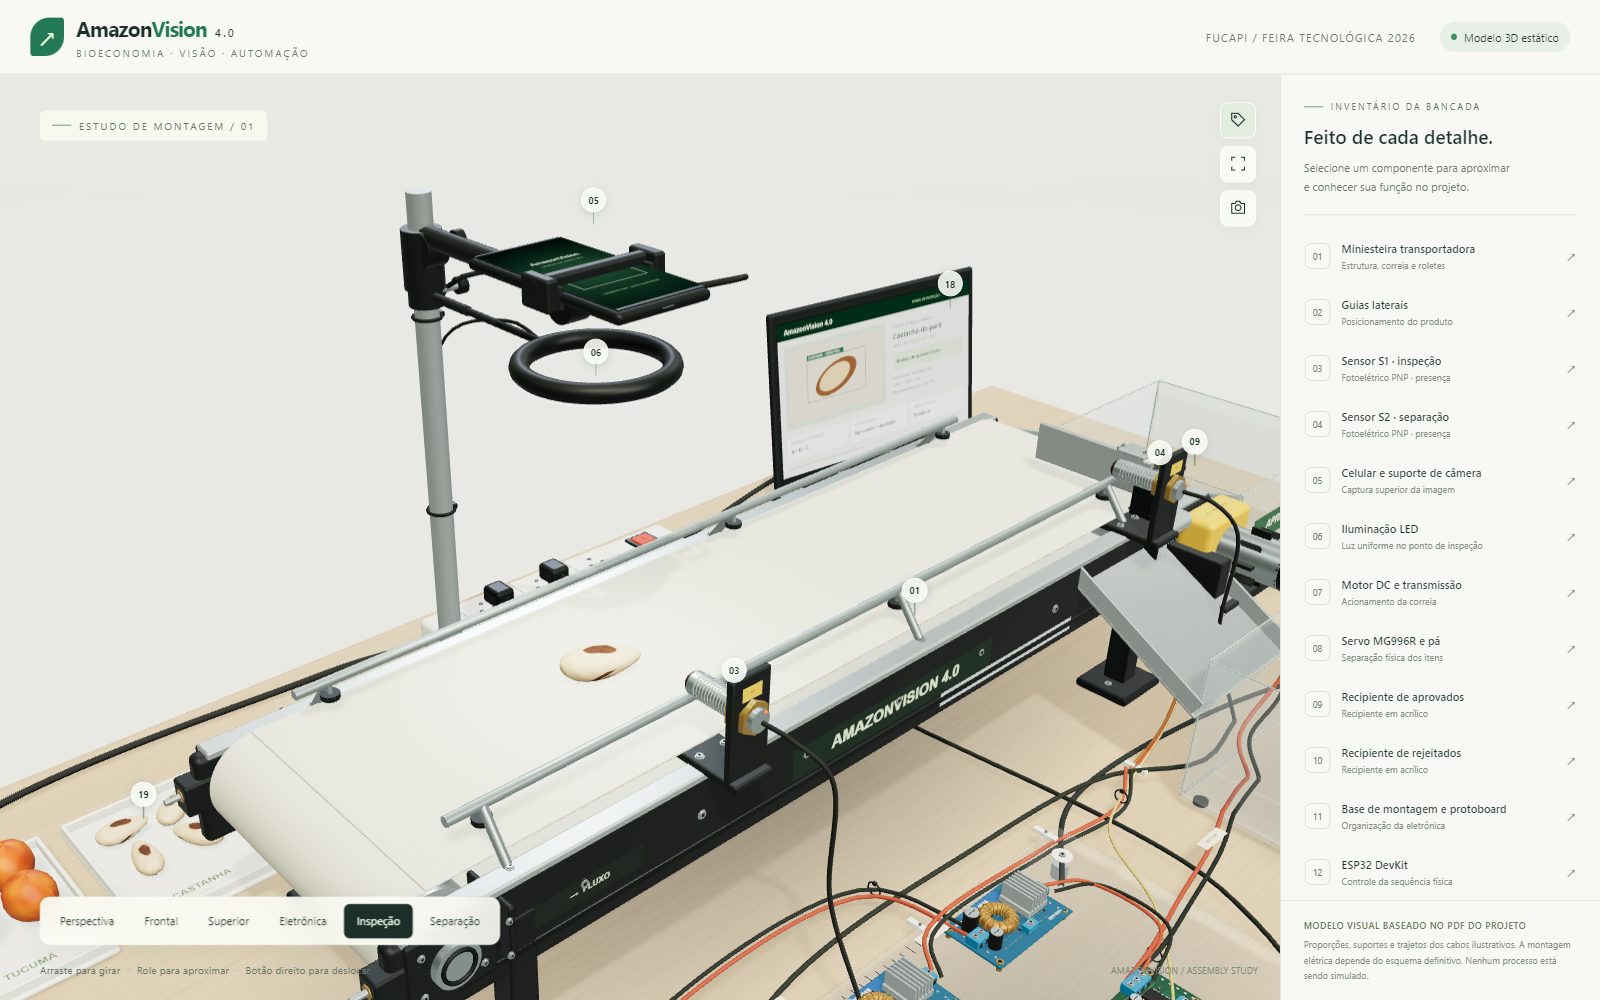 AmazonVision 4.0
BIOECONOMIA · VISÃO · AUTOMAÇÃO
FUCAPI / FEIRA TECNOLÓGICA 2026
Modelo 3D estático
ESTUDO DE MONTAGEM / 01
05
06
18
AmazonVision
AmazonVision 4.0
Castanha-do-pará
04
09
01
03
19
AMAZONVISION 4.0
FLUXO
CASTANHA
TUCUMÃ
Perspectiva
Frontal
Superior
Eletrônica
Inspeção
Separação
Arraste para girar · Role para aproximar · Botão direito para deslocar
AMAZONVISION / ASSEMBLY STUDY
INVENTÁRIO DA BANCADA
Feito de cada detalhe.
Selecione um componente para aproximar
e conhecer sua função no projeto.
01 Miniesteira transportadora
Estrutura, correia e roletes
02 Guias laterais
Posicionamento do produto
03 Sensor S1 · inspeção
Fotoelétrico PNP · presença
04 Sensor S2 · separação
Fotoelétrico PNP · presença
05 Celular e suporte de câmera
Captura superior da imagem
06 Iluminação LED
Luz uniforme no ponto de inspeção
07 Motor DC e transmissão
Acionamento da correia
08 Servo MG996R e pá
Separação física dos itens
09 Recipiente de aprovados
Recipiente em acrílico
10 Recipiente de rejeitados
Recipiente em acrílico
11 Base de montagem e protoboard
Organização da eletrônica
12 ESP32 DevKit
Controle da sequência física
MODELO VISUAL BASEADO NO PDF DO PROJETO
Proporções, suportes e trajetos dos cabos ilustrativos. A montagem
elétrica depende do esquema definitivo. Nenhum processo está
sendo simulado.